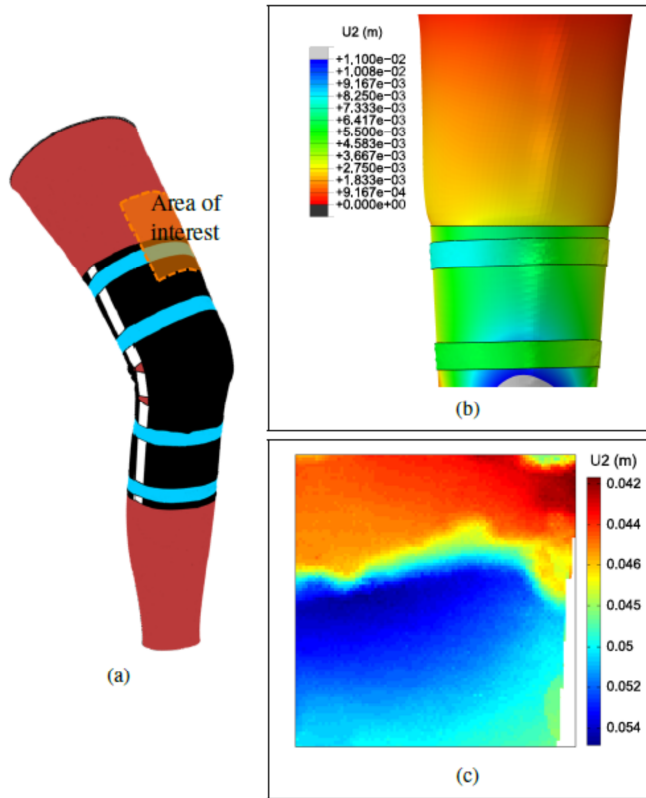 Area of
interest
(a)
U2 (m)
+1,100e-02
+1,008e-02
+9,167e-03
+8,250e-03
+7,333e-03
+6,417e-03
+5,500e-03
+4,583e-03
+3,667e-03
+2,750e-03
+1,833e-03
+9,167e-04
+0,000e+00
(b)
U2 (m)
0.042
0.044
0.045
0.05
0.052
0.054
(c)